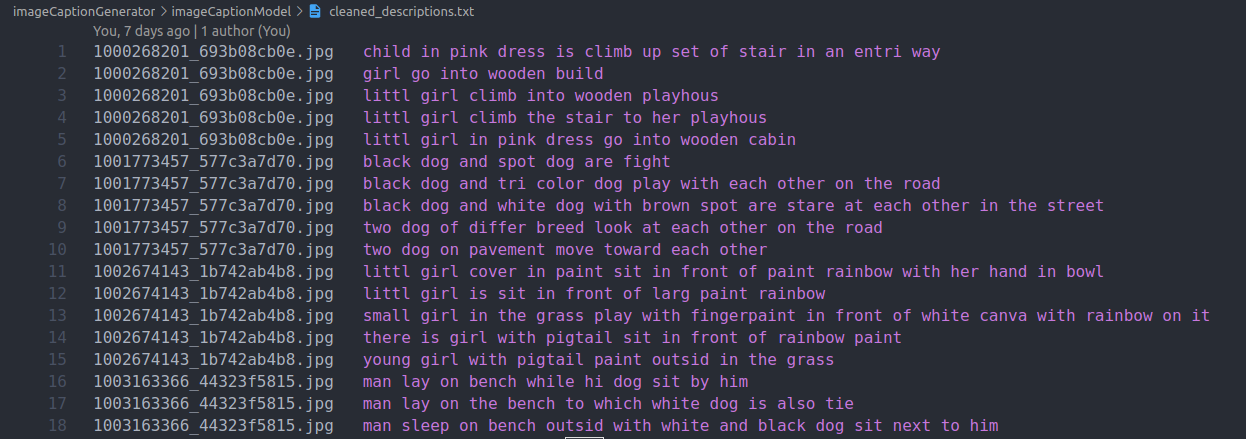 imageCaptionGenerator > imageCaptionModel > cleaned_descriptions.txt
You, 7 days ago | 1 author (You)
1 1000268201_693b08cb0e.jpg child in pink dress is climb up set of stair in an entri way
2 1000268201_693b08cb0e.jpg girl go into wooden build
3 1000268201_693b08cb0e.jpg littl girl climb into wooden playhous
4 1000268201_693b08cb0e.jpg littl girl climb the stair to her playhous
5 1000268201_693b08cb0e.jpg littl girl in pink dress go into wooden cabin
6 1001773457_577c3a7d70.jpg black dog and spot dog are fight
7 1001773457_577c3a7d70.jpg black dog and tri color dog play with each other on the road
8 1001773457_577c3a7d70.jpg black dog and white dog with brown spot are stare at each other in the street
9 1001773457_577c3a7d70.jpg two dog of differ breed look at each other on the road
10 1001773457_577c3a7d70.jpg two dog on pavement move toward each other
11 1002674143_1b742ab4b8.jpg littl girl cover in paint sit in front of paint rainbow with her hand in bowl
12 1002674143_1b742ab4b8.jpg littl girl is sit in front of larg paint rainbow
13 1002674143_1b742ab4b8.jpg small girl in the grass play with fingerpaint in front of white canva with rainbow on it
14 1002674143_1b742ab4b8.jpg there is girl with pigtail sit in front of rainbow paint
15 1002674143_1b742ab4b8.jpg young girl with pigtail paint outsid in the grass
16 1003163366_44323f5815.jpg man lay on bench while hi dog sit by him
17 1003163366_44323f5815.jpg man lay on the bench to which white dog is also tie
18 1003163366_44323f5815.jpg man sleep on bench outsid with white and black dog sit next to him